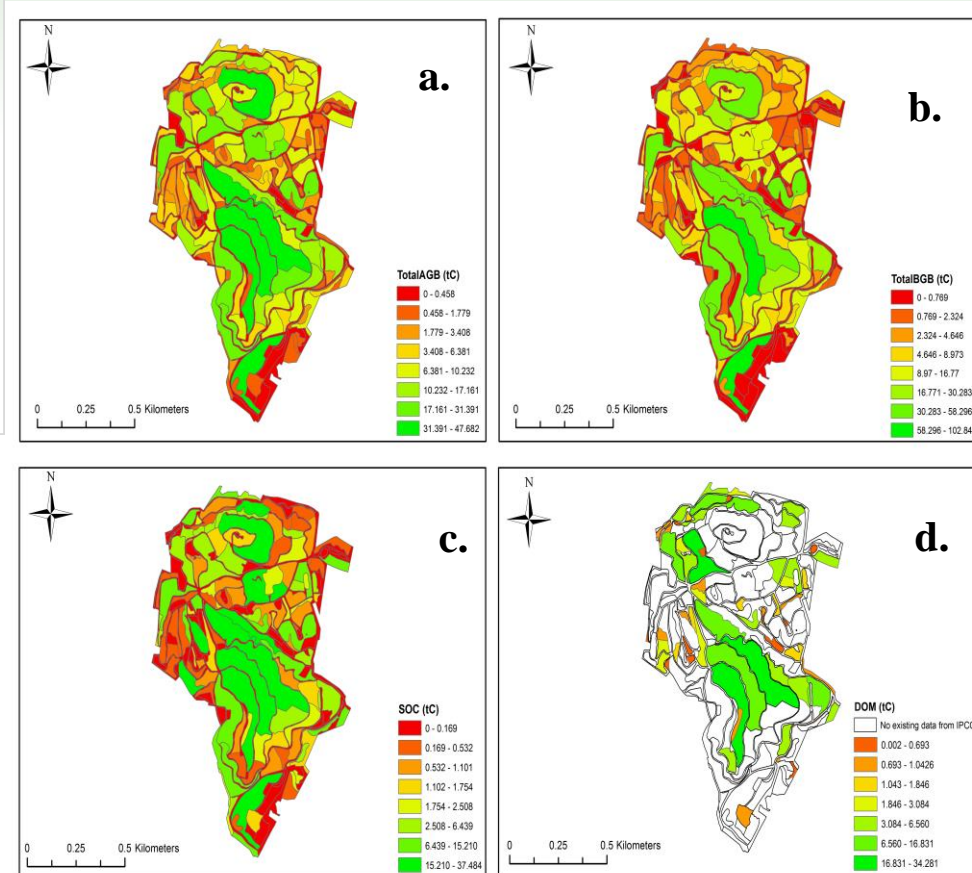 N
a.
TotalAGB (tC)
0 - 0.458
0.458 - 1.779
1.779 - 3.408
3.408 - 6.381
6.381 - 10.232
10.232 - 17.161
17.161 - 31.391
31.391 - 47.682
0 0.25 0.5 Kilometers
N
b.
TotalBGB (tC)
0 - 0.769
0.769 - 2.324
2.324 - 4.646
4.646 - 8.973
8.97 - 16.77
16.771 - 30.283
30.283 - 58.296
58.296 - 102.84
0 0.25 0.5 Kilometers
N
c.
SOC (tC)
0 - 0.169
0.169 - 0.532
0.532 - 1.101
1.102 - 1.754
1.754 - 2.508
2.508 - 6.439
6.439 - 15.210
15.210 - 37.484
0 0.25 0.5 Kilometers
N
d.
DOM (tC)
No existing data from IPCC
0.002 - 0.693
0.693 - 1.0426
1.043 - 1.846
1.846 - 3.084
3.084 - 6.560
6.560 - 16.831
16.831 - 34.281
0 0.25 0.5 Kilometers